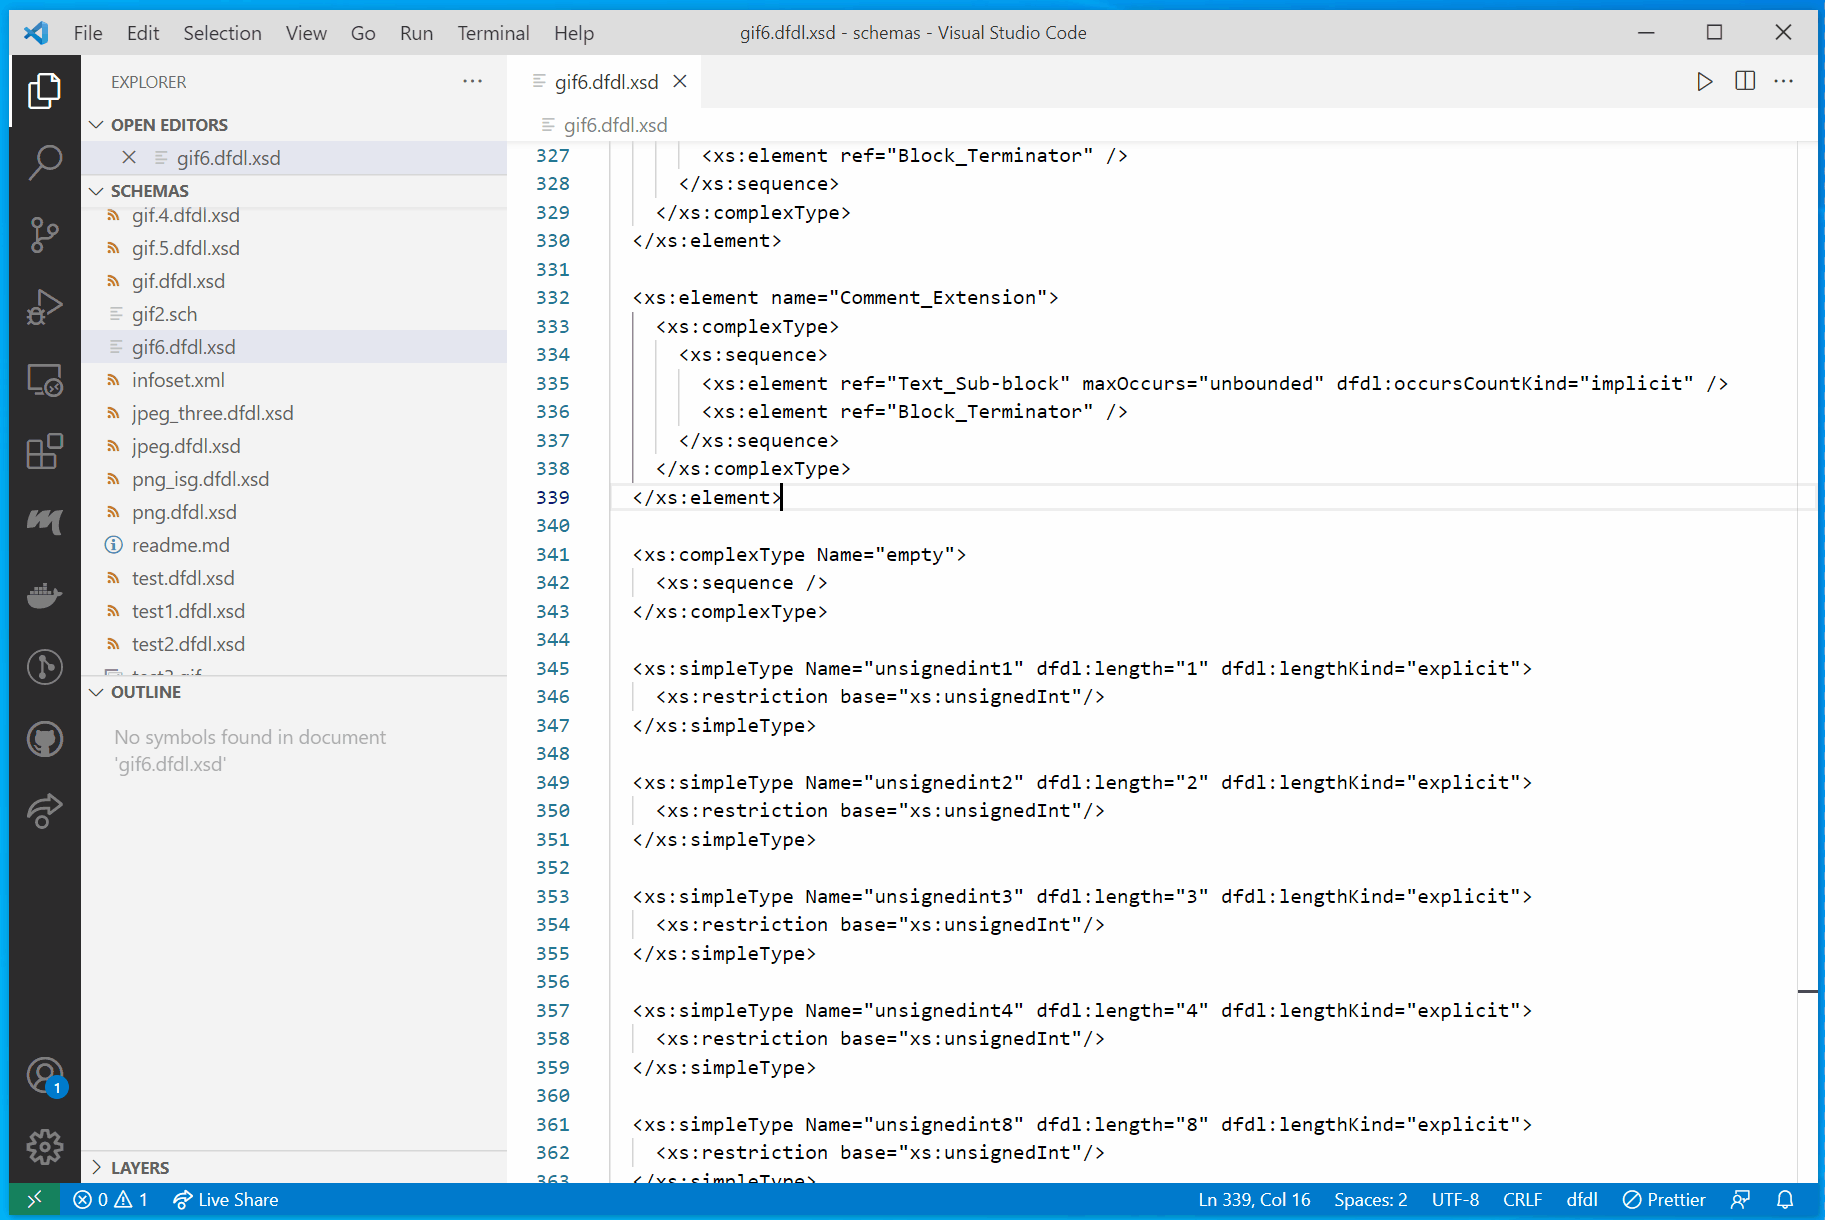 File Edit Selection View Go Run Terminal Help
gif6.dfdl.xsd - schemas - Visual Studio Code
EXPLORER
OPEN EDITORS
gif6.dfdl.xsd
SCHEMAS
gif.4.dfdl.xsd
gif.5.dfdl.xsd
gif.dfdl.xsd
gif2.sch
gif6.dfdl.xsd
infoset.xml
jpeg_three.dfdl.xsd
jpeg.dfdl.xsd
png_isg.dfdl.xsd
png.dfdl.xsd
readme.md
test.dfdl.xsd
test1.dfdl.xsd
test2.dfdl.xsd
OUTLINE
No symbols found in document
'gif6.dfdl.xsd'
LAYERS
1
gif6.dfdl.xsd
gif6.dfdl.xsd
327 <xs:element ref="Block_Terminator" />
328 </xs:sequence>
329 </xs:complexType>
330 </xs:element>
331
332 <xs:element name="Comment_Extension">
333 <xs:complexType>
334 <xs:sequence>
335 <xs:element ref="Text_Sub-block" maxOccurs="unbounded" dfdl:occursCountKind="implicit" />
336 <xs:element ref="Block_Terminator" />
337 </xs:sequence>
338 </xs:complexType>
339 </xs:element>
340
341 <xs:complexType Name="empty">
342 <xs:sequence />
343 </xs:complexType>
344
345 <xs:simpleType Name="unsignedint1" dfdl:length="1" dfdl:lengthKind="explicit">
346 <xs:restriction base="xs:unsignedInt"/>
347 </xs:simpleType>
348
349 <xs:simpleType Name="unsignedint2" dfdl:length="2" dfdl:lengthKind="explicit">
350 <xs:restriction base="xs:unsignedInt"/>
351 </xs:simpleType>
352
353 <xs:simpleType Name="unsignedint3" dfdl:length="3" dfdl:lengthKind="explicit">
354 <xs:restriction base="xs:unsignedInt"/>
355 </xs:simpleType>
356
357 <xs:simpleType Name="unsignedint4" dfdl:length="4" dfdl:lengthKind="explicit">
358 <xs:restriction base="xs:unsignedInt"/>
359 </xs:simpleType>
360
361 <xs:simpleType Name="unsignedint8" dfdl:length="8" dfdl:lengthKind="explicit">
362 <xs:restriction base="xs:unsignedInt"/>
363 </xs:simpleType>
0 1 Live Share Ln 339, Col 16 Spaces: 2 UTF-8 CRLF dfdl Prettier